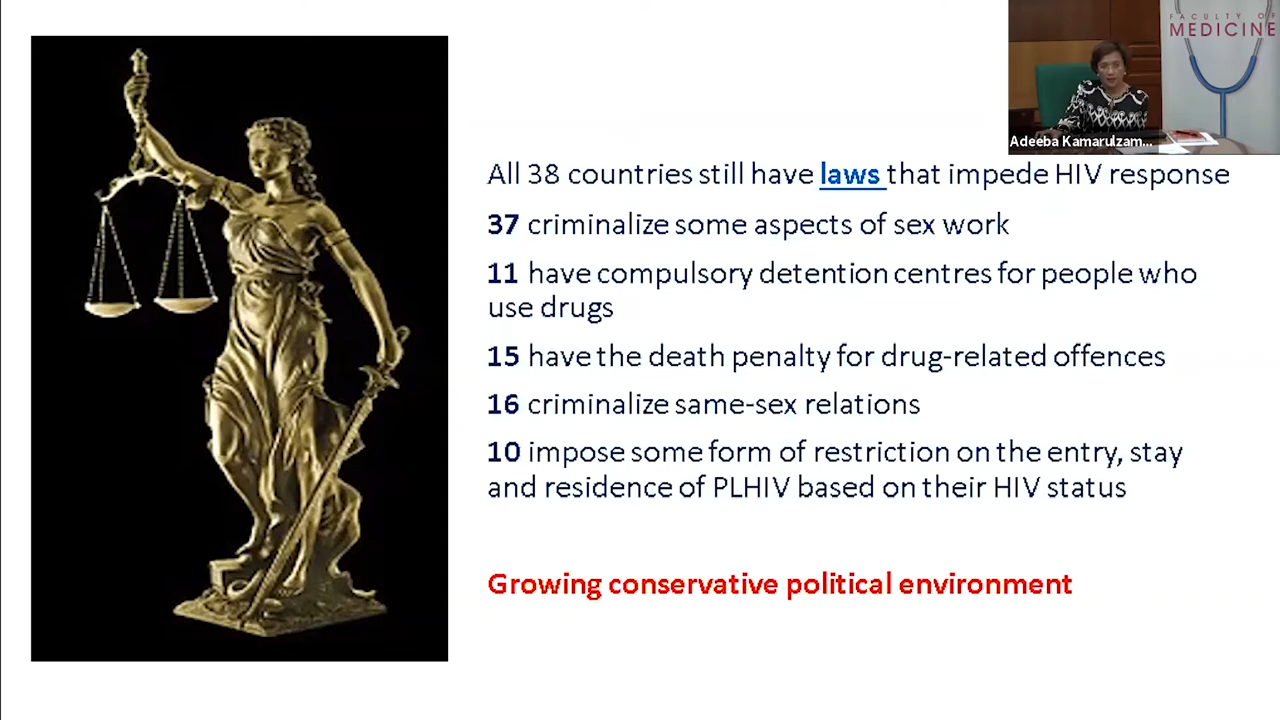 FACULTY OF
MEDICINE
Adeeba Kamarulzam...
All 38 countries still have laws that impede HIV response
37 criminalize some aspects of sex work
11 have compulsory detention centres for people who
use drugs
15 have the death penalty for drug-related offences
16 criminalize same-sex relations
10 impose some form of restriction on the entry, stay
and residence of PLHIV based on their HIV status
Growing conservative political environment